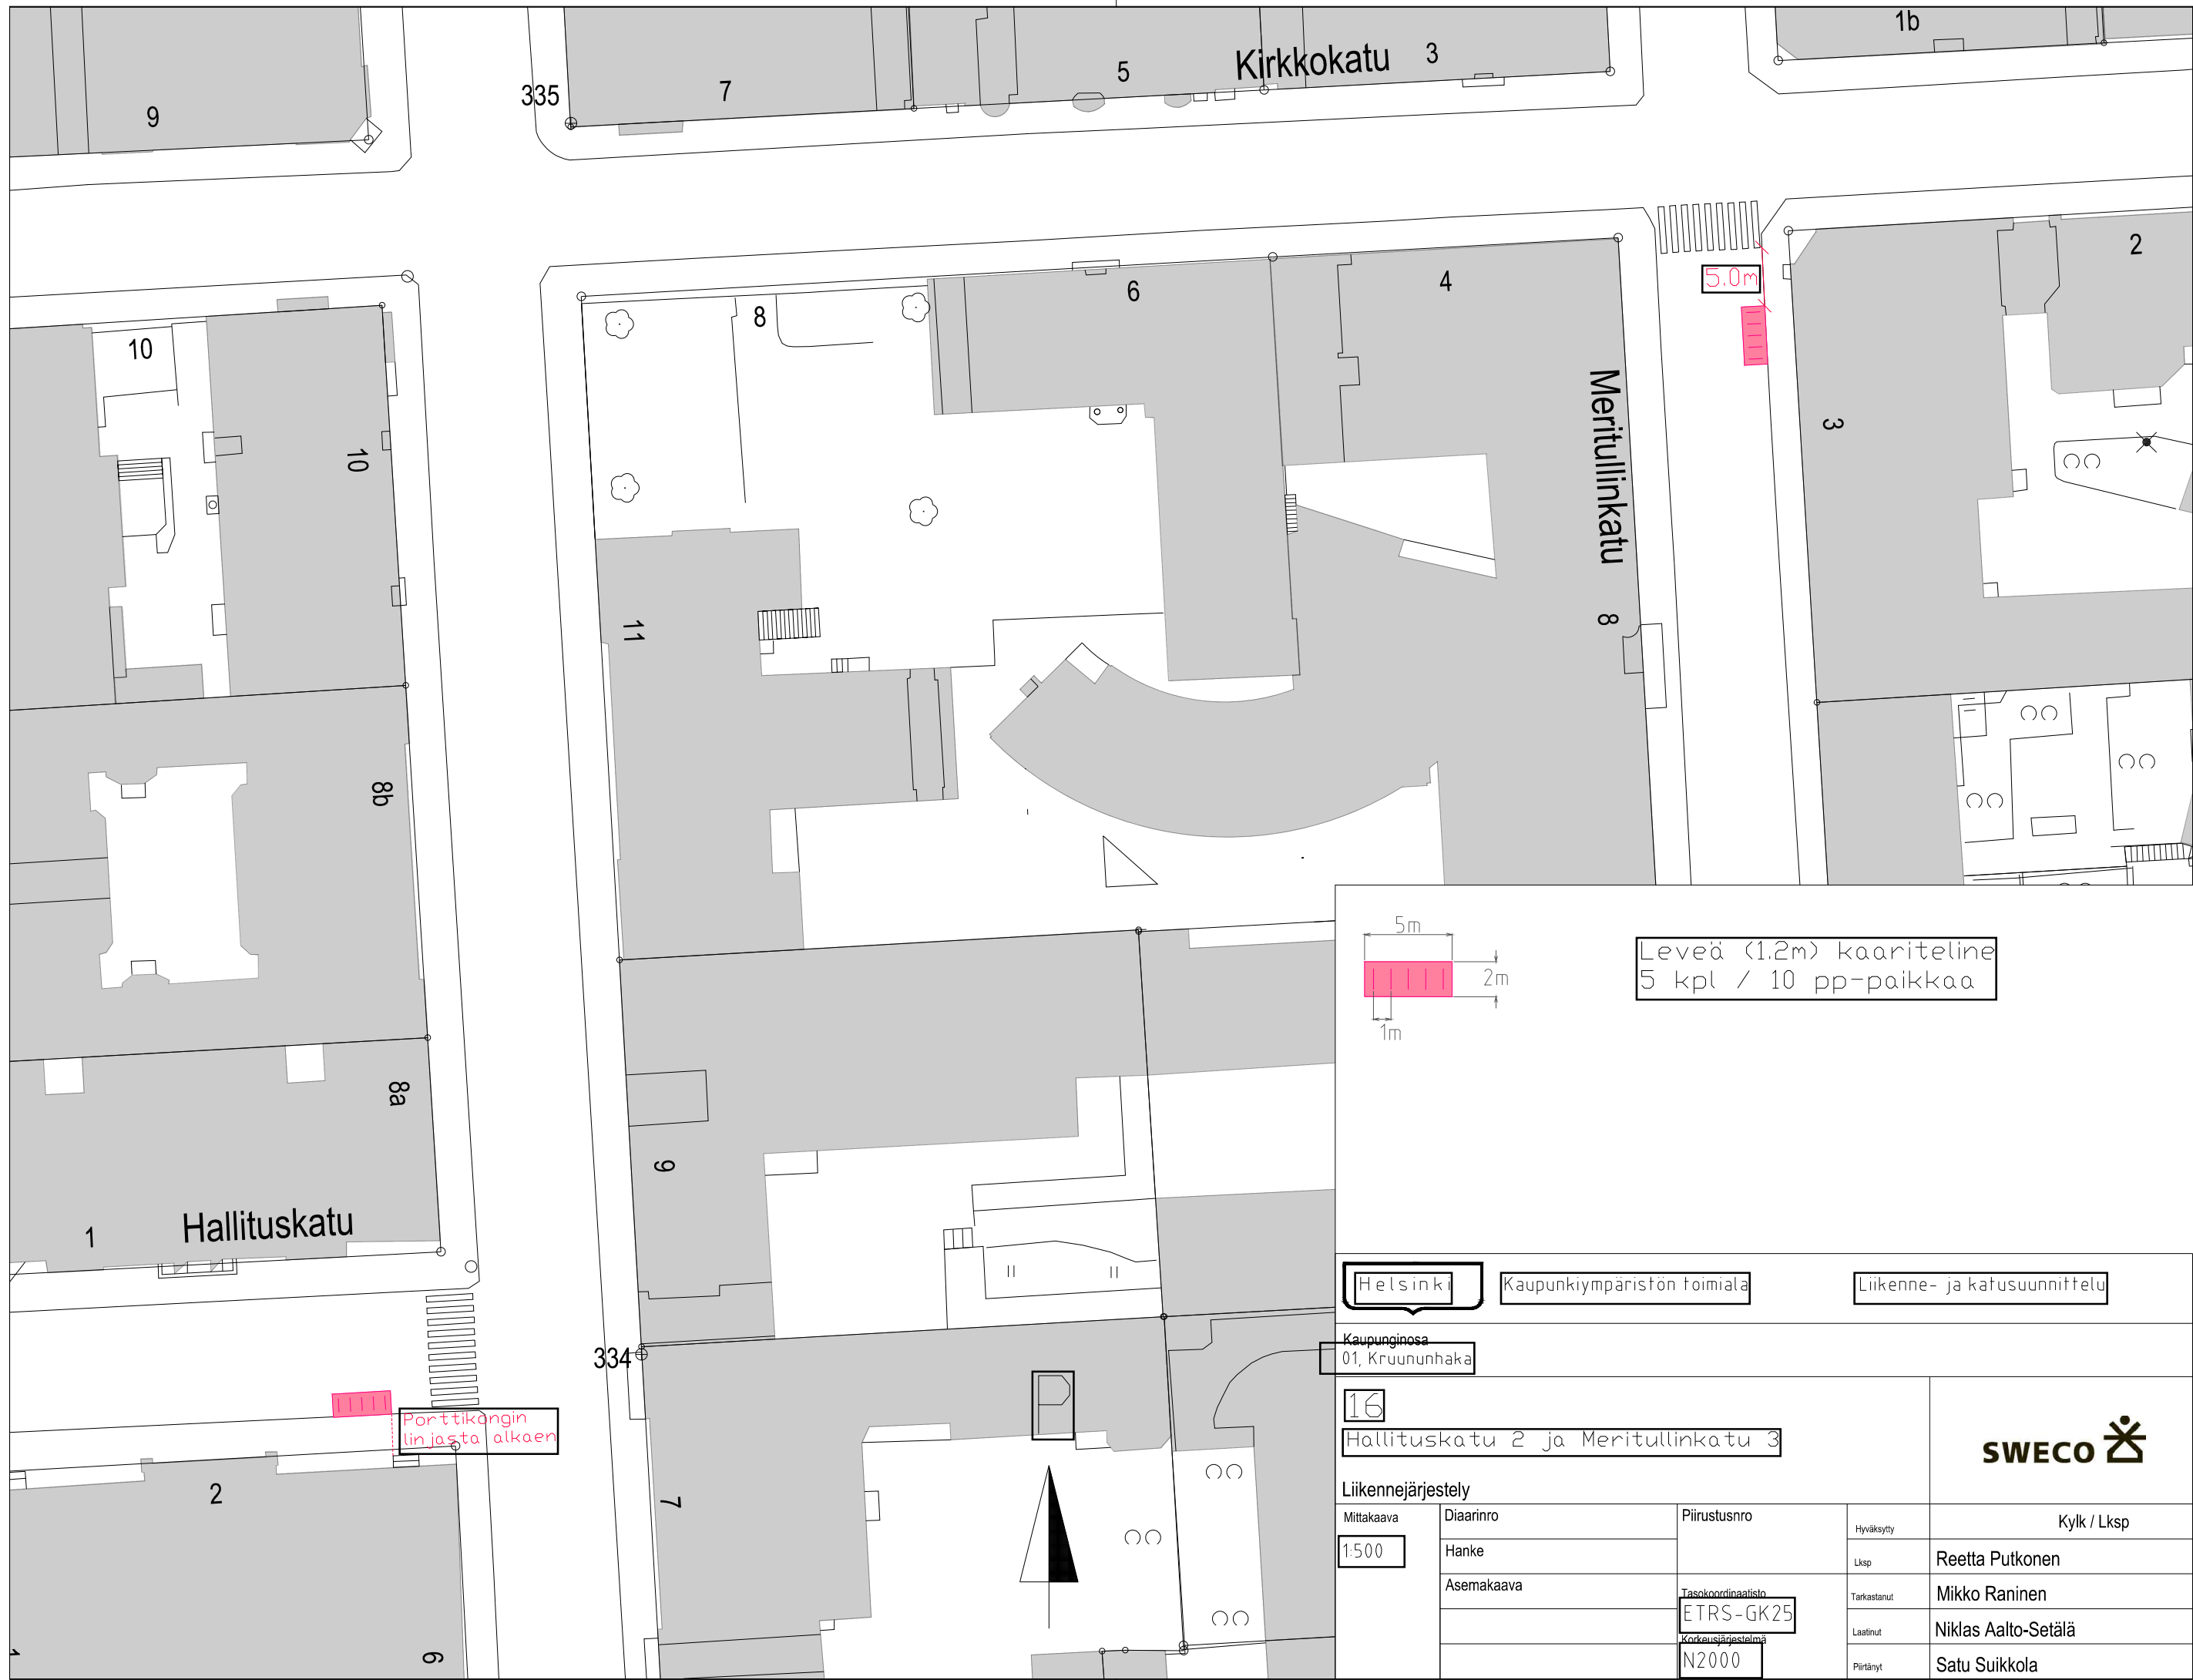 1b
Kirkkokatu
3
5
7
335
9
2
5.0m
4
6
8
10
10
3
Meritullinkatu
8
11
8b
8a
9
1
Hallituskatu
334
P
Porttikongin
linjasta alkaen
2
7
6
5m
2m
1m
Leveä (1.2m) kaariteline
5 kpl / 10 pp-paikkaa
Helsinki
Kaupunkiympäristön toimiala
Liikenne- ja katusuunnittelu
Kaupunginosa
01, Kruununhaka
16
Hallituskatu 2 ja Meritullinkatu 3
Liikennejärjestely
SWECO
Mittakaava
1:500
Diaarinro
Hanke
Asemakaava
Piirustusnro
Tasokoordinaatisto
ETRS-GK25
Korkeusjärjestelmä
N2000
Hyväksytty Kylk / Lksp
Lksp Reetta Putkonen
Tarkastanut Mikko Raninen
Laatinut Niklas Aalto-Setälä
Piirtänyt Satu Suikkola